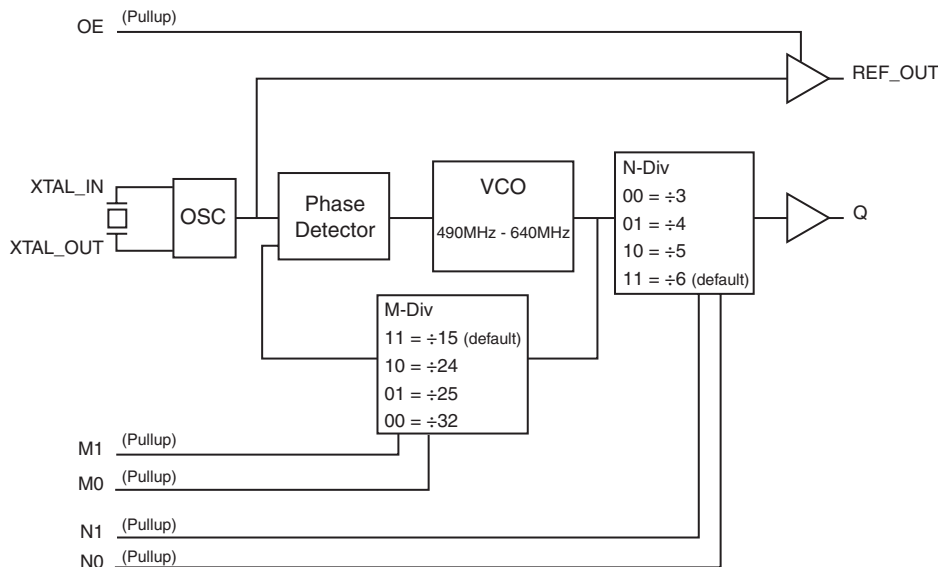 OE (Pullup)
REF_OUT
XTAL_IN
XTAL_OUT
OSC
Phase
Detector
VCO
490MHz - 640MHz
N-Div
00 = ÷3
01 = ÷4
10 = ÷5
11 = ÷6 (default)
Q
M-Div
11 = ÷15 (default)
10 = ÷24
01 = ÷25
00 = ÷32
M1 (Pullup)
M0 (Pullup)
N1 (Pullup)
N0 (Pullup)